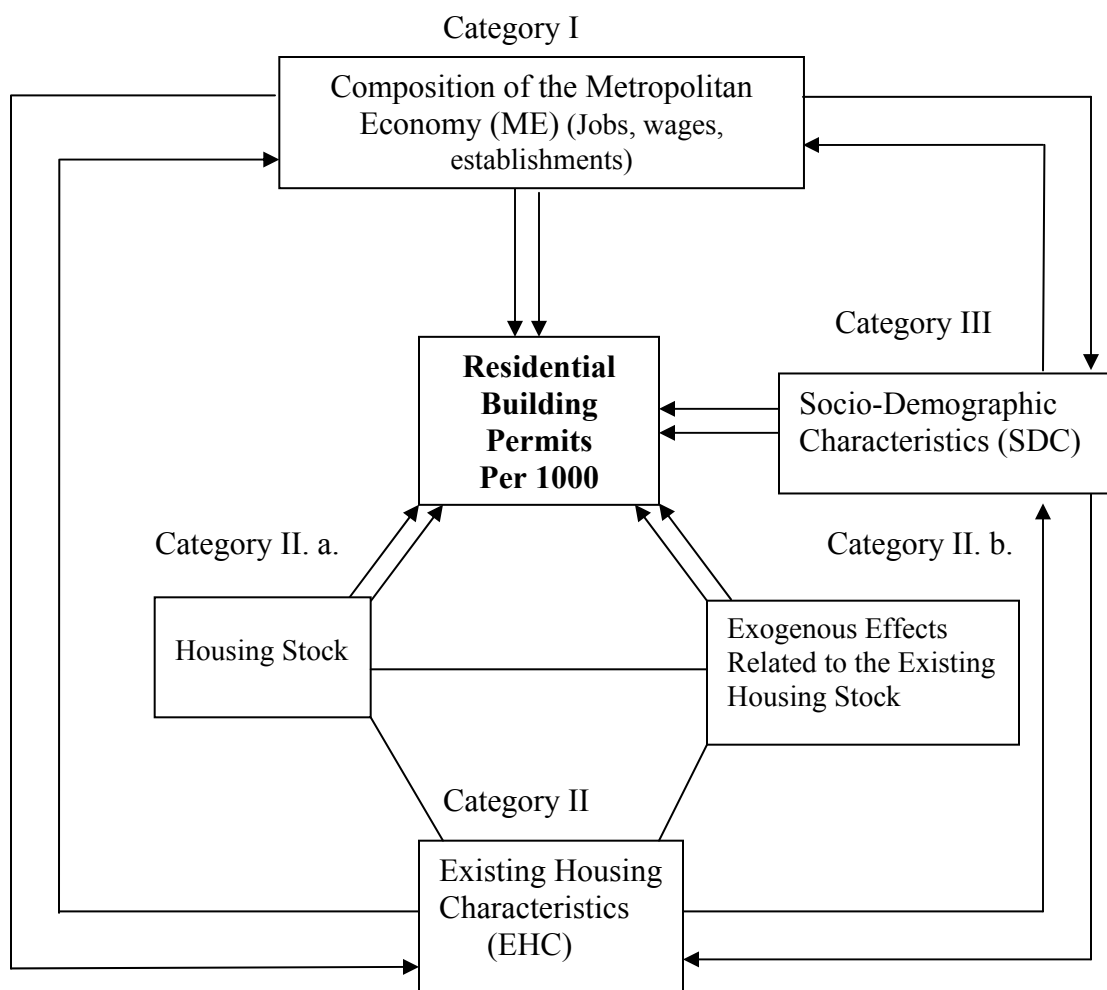 Category I
Composition of the Metropolitan
Economy (ME) (Jobs, wages,
establishments)
Category III
Residential
Building
Permits
Per 1000
Socio-Demographic
Characteristics (SDC)
Category II. a.
Category II. b.
Housing Stock
Exogenous Effects
Related to the Existing
Housing Stock
Category II
Existing Housing
Characteristics
(EHC)